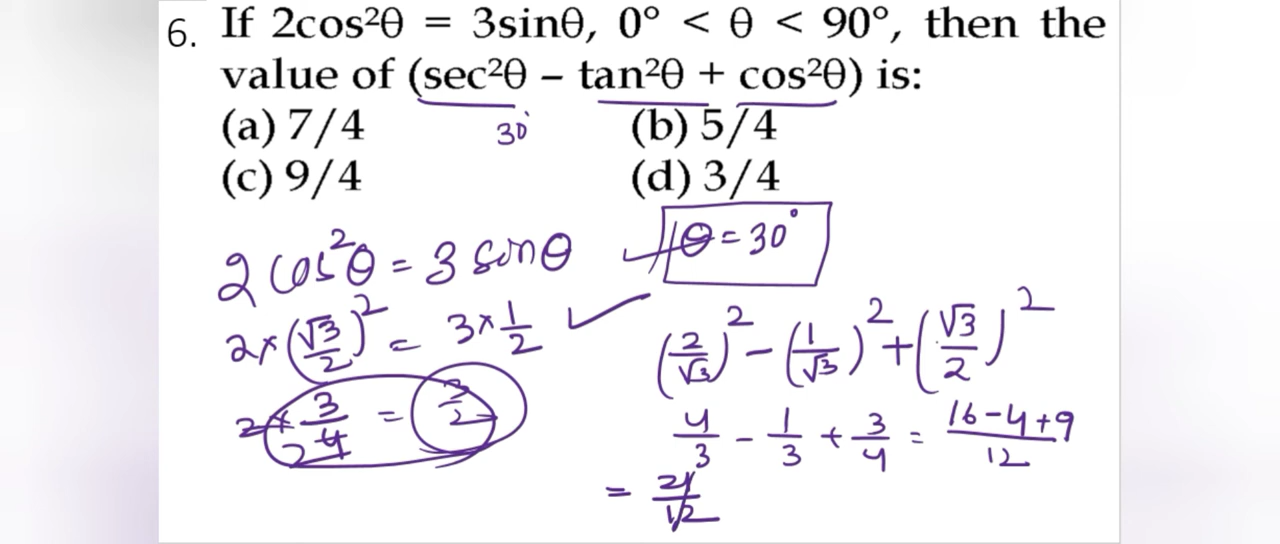 6. If 2cos²θ = 3sinθ, 0° < θ < 90°, then the
value of (sec²θ – tan²θ + cos²θ) is:
(a) 7/4 (b) 5/4
30°
(c) 9/4 (d) 3/4
2 cos²θ = 3 sinθ θ = 30°
2×(√3/2)² = 3×1/2 (2/√3)² – (1/√3)² + (√3/2)²
2×3/4 = 3/2 4/3 – 1/3 + 3/4 = 16-4+9/12
2
= 21/12